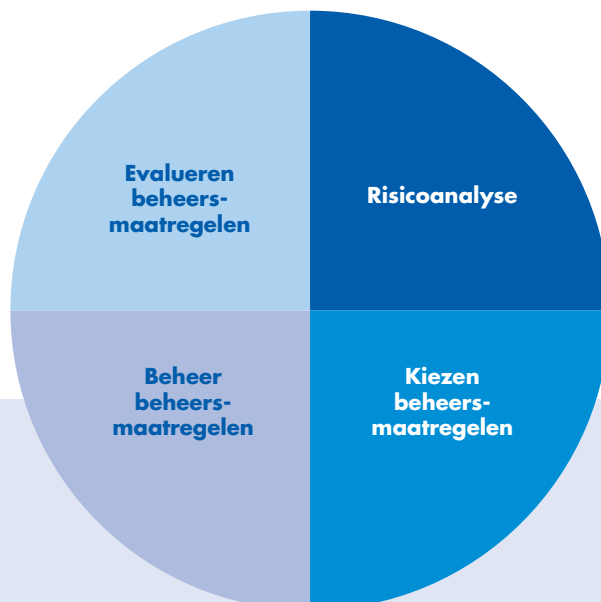 Evalueren
beheers-
maatregelen
Risicoanalyse
Beheer
beheers-
maatregelen
Kiezen
beheers-
maatregelen